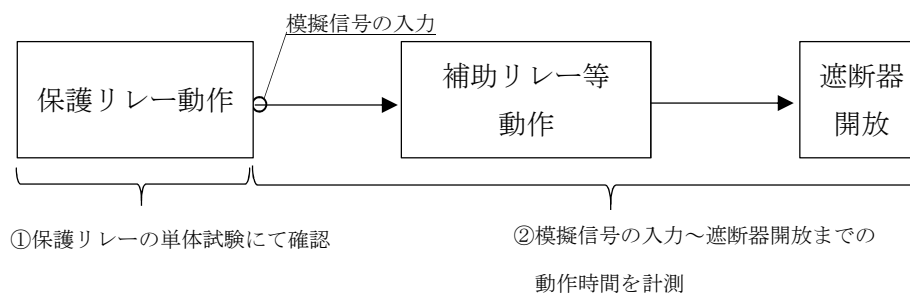 模擬信号の入力
保護リレー動作
補助リレー等
動作
遮断器
開放
①保護リレーの単体試験にて確認
②模擬信号の入力～遮断器開放までの
動作時間を計測